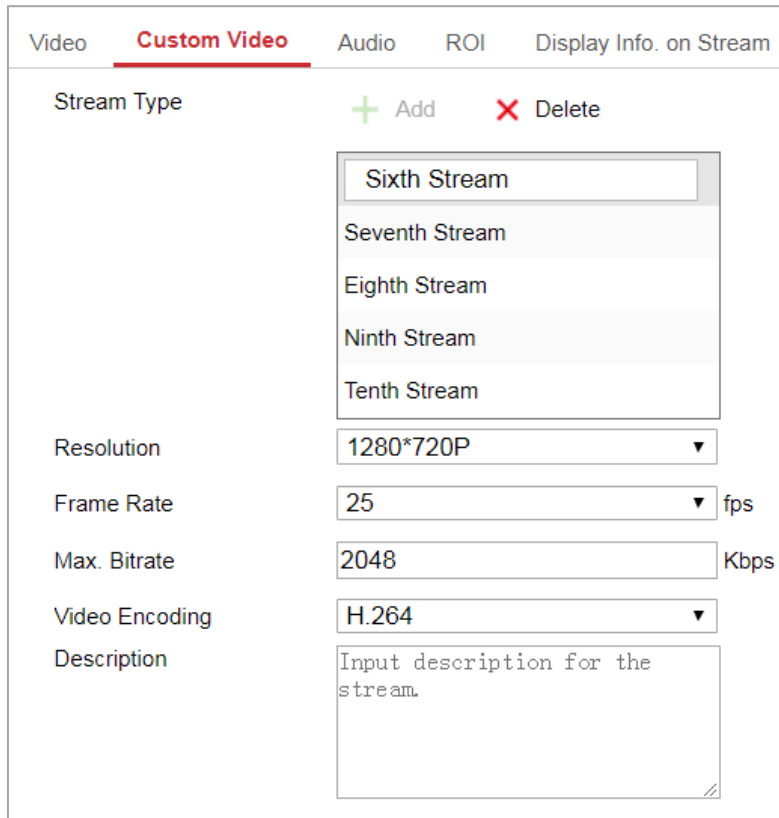 Video Custom Video Audio ROI Display Info. on Stream
Stream Type Add Delete
Sixth Stream
Seventh Stream
Eighth Stream
Ninth Stream
Tenth Stream
Resolution 1280*720P
Frame Rate 25 fps
Max. Bitrate 2048 Kbps
Video Encoding H.264
Description Input description for the
stream.